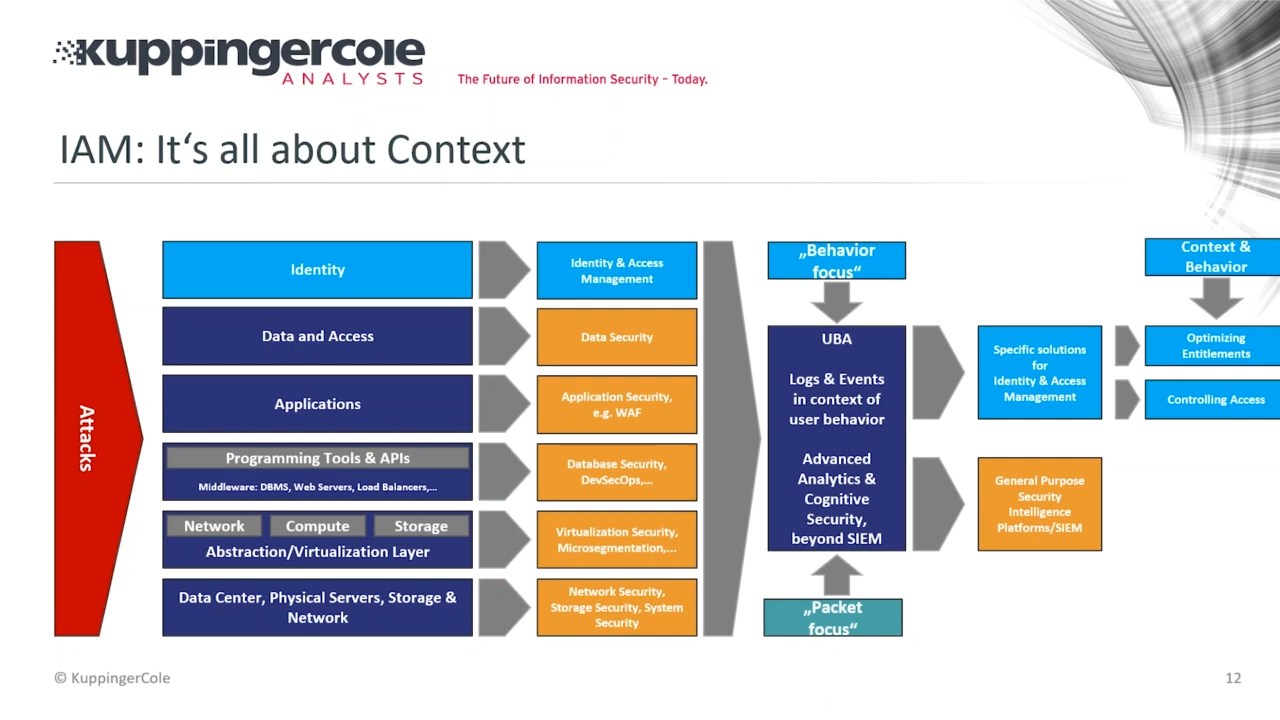 kuppingercole
ANALYSTS
The Future of Information Security – Today.
IAM: It‘s all about Context
Attacks
Identity
Data and Access
Applications
Programming Tools & APIs
Middleware: DBMS, Web Servers, Load Balancers,...
Network
Compute
Storage
Abstraction/Virtualization Layer
Data Center, Physical Servers, Storage &
Network
Identity & Access
Management
Data Security
Application Security,
e.g. WAF
Database Security,
DevSecOps,...
Virtualization Security,
Microsegmentation,...
Network Security,
Storage Security, System
Security
„Behavior
focus“
UBA
Logs & Events
in context of
user behavior
Advanced
Analytics &
Cognitive
Security,
beyond SIEM
„Packet
focus“
Specific solutions
for
Identity & Access
Management
General Purpose
Security
Intelligence
Platforms/SIEM
Context &
Behavior
Optimizing
Entitlements
Controlling Access
© KuppingerCole
12